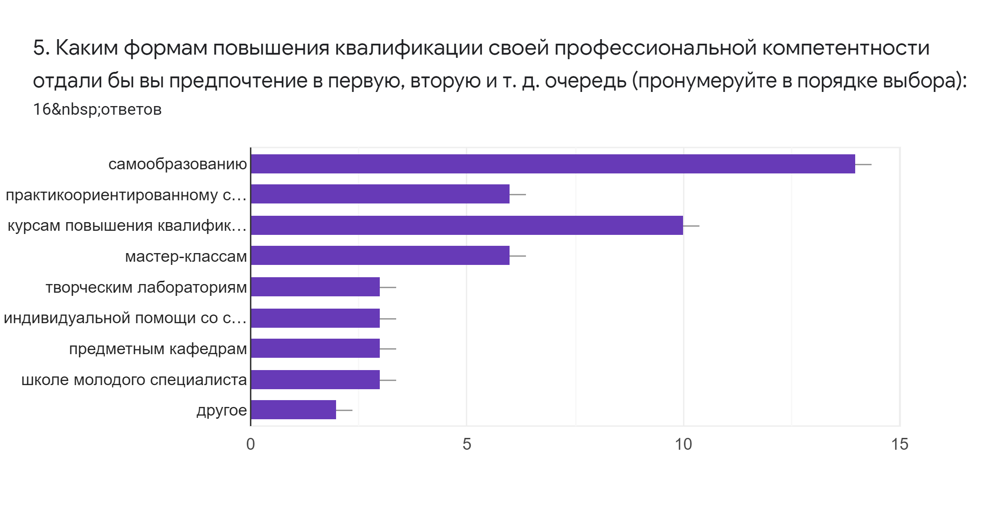 5. Каким формам повышения квалификации своей профессиональной компетентности
отдали бы вы предпочтение в первую, вторую и т. д. очередь (пронумеруйте в порядке выбора):
16&nbsp;ответов
самообразованию
практикоориентированному с…
курсам повышения квалифик…
мастер-классам
творческим лабораториям
индивидуальной помощи со с…
предметным кафедрам
школе молодого специалиста
другое
0 5 10 15